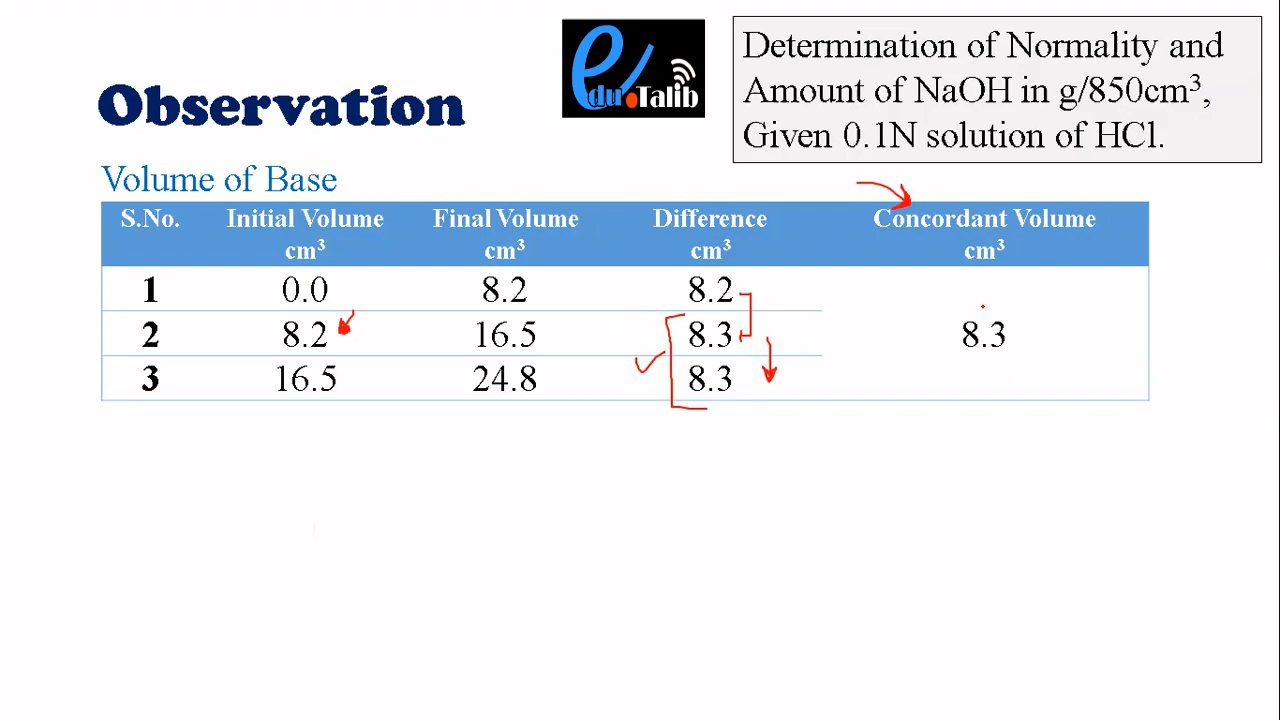 edu.Talib
Determination of Normality and
Amount of NaOH in g/850cm³,
Given 0.1N solution of HCl.
Observation
Volume of Base
S.No. Initial Volume cm³ Final Volume cm³ Difference cm³ Concordant Volume cm³
1 0.0 8.2 8.2
2 8.2 16.5 8.3 8.3
3 16.5 24.8 8.3